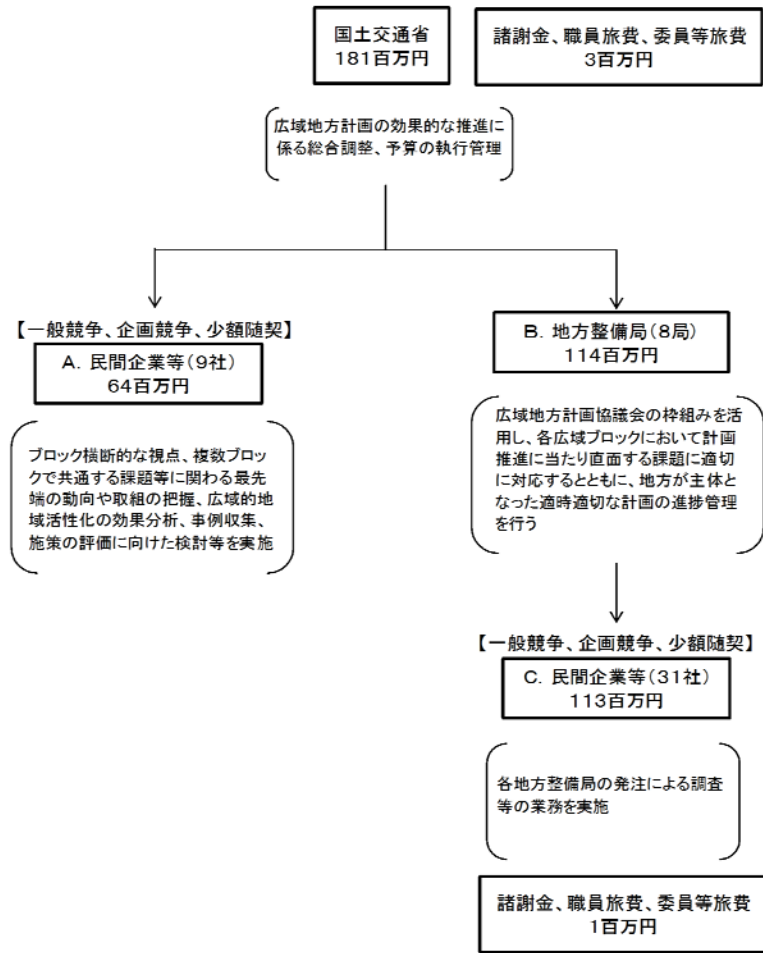 国土交通省
181百万円
諸謝金、職員旅費、委員等旅費
3百万円
広域地方計画の効果的な推進に
係る総合調整、予算の執行管理
【一般競争、企画競争、少額随契】
A. 民間企業等(9社)
64百万円
ブロック横断的な視点、複数ブロッ
クで共通する課題等に関わる最先
端の動向や取組の把握、広域的地
域活性化の効果分析、事例収集、
施策の評価に向けた検討等を実施
B. 地方整備局(8局)
114百万円
広域地方計画協議会の枠組みを活
用し、各広域ブロックにおいて計画
推進に当たり直面する課題に適切
に対応するとともに、地方が主体と
なった適時適切な計画の進捗管理
を行う
【一般競争、企画競争、少額随契】
C. 民間企業等(31社)
113百万円
各地方整備局の発注による調査
等の業務を実施
諸謝金、職員旅費、委員等旅費
1百万円